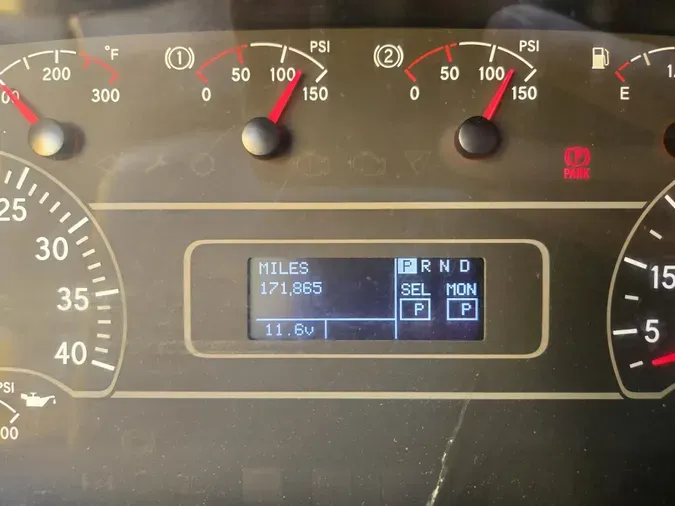 200 °F
300
(1) PSI
0 50 100 150
(2) PSI
0 50 100 150
E
PARK
25
30
35
40
MILES
171,865
11.6v
P R N D
SEL MON
P P
15
5